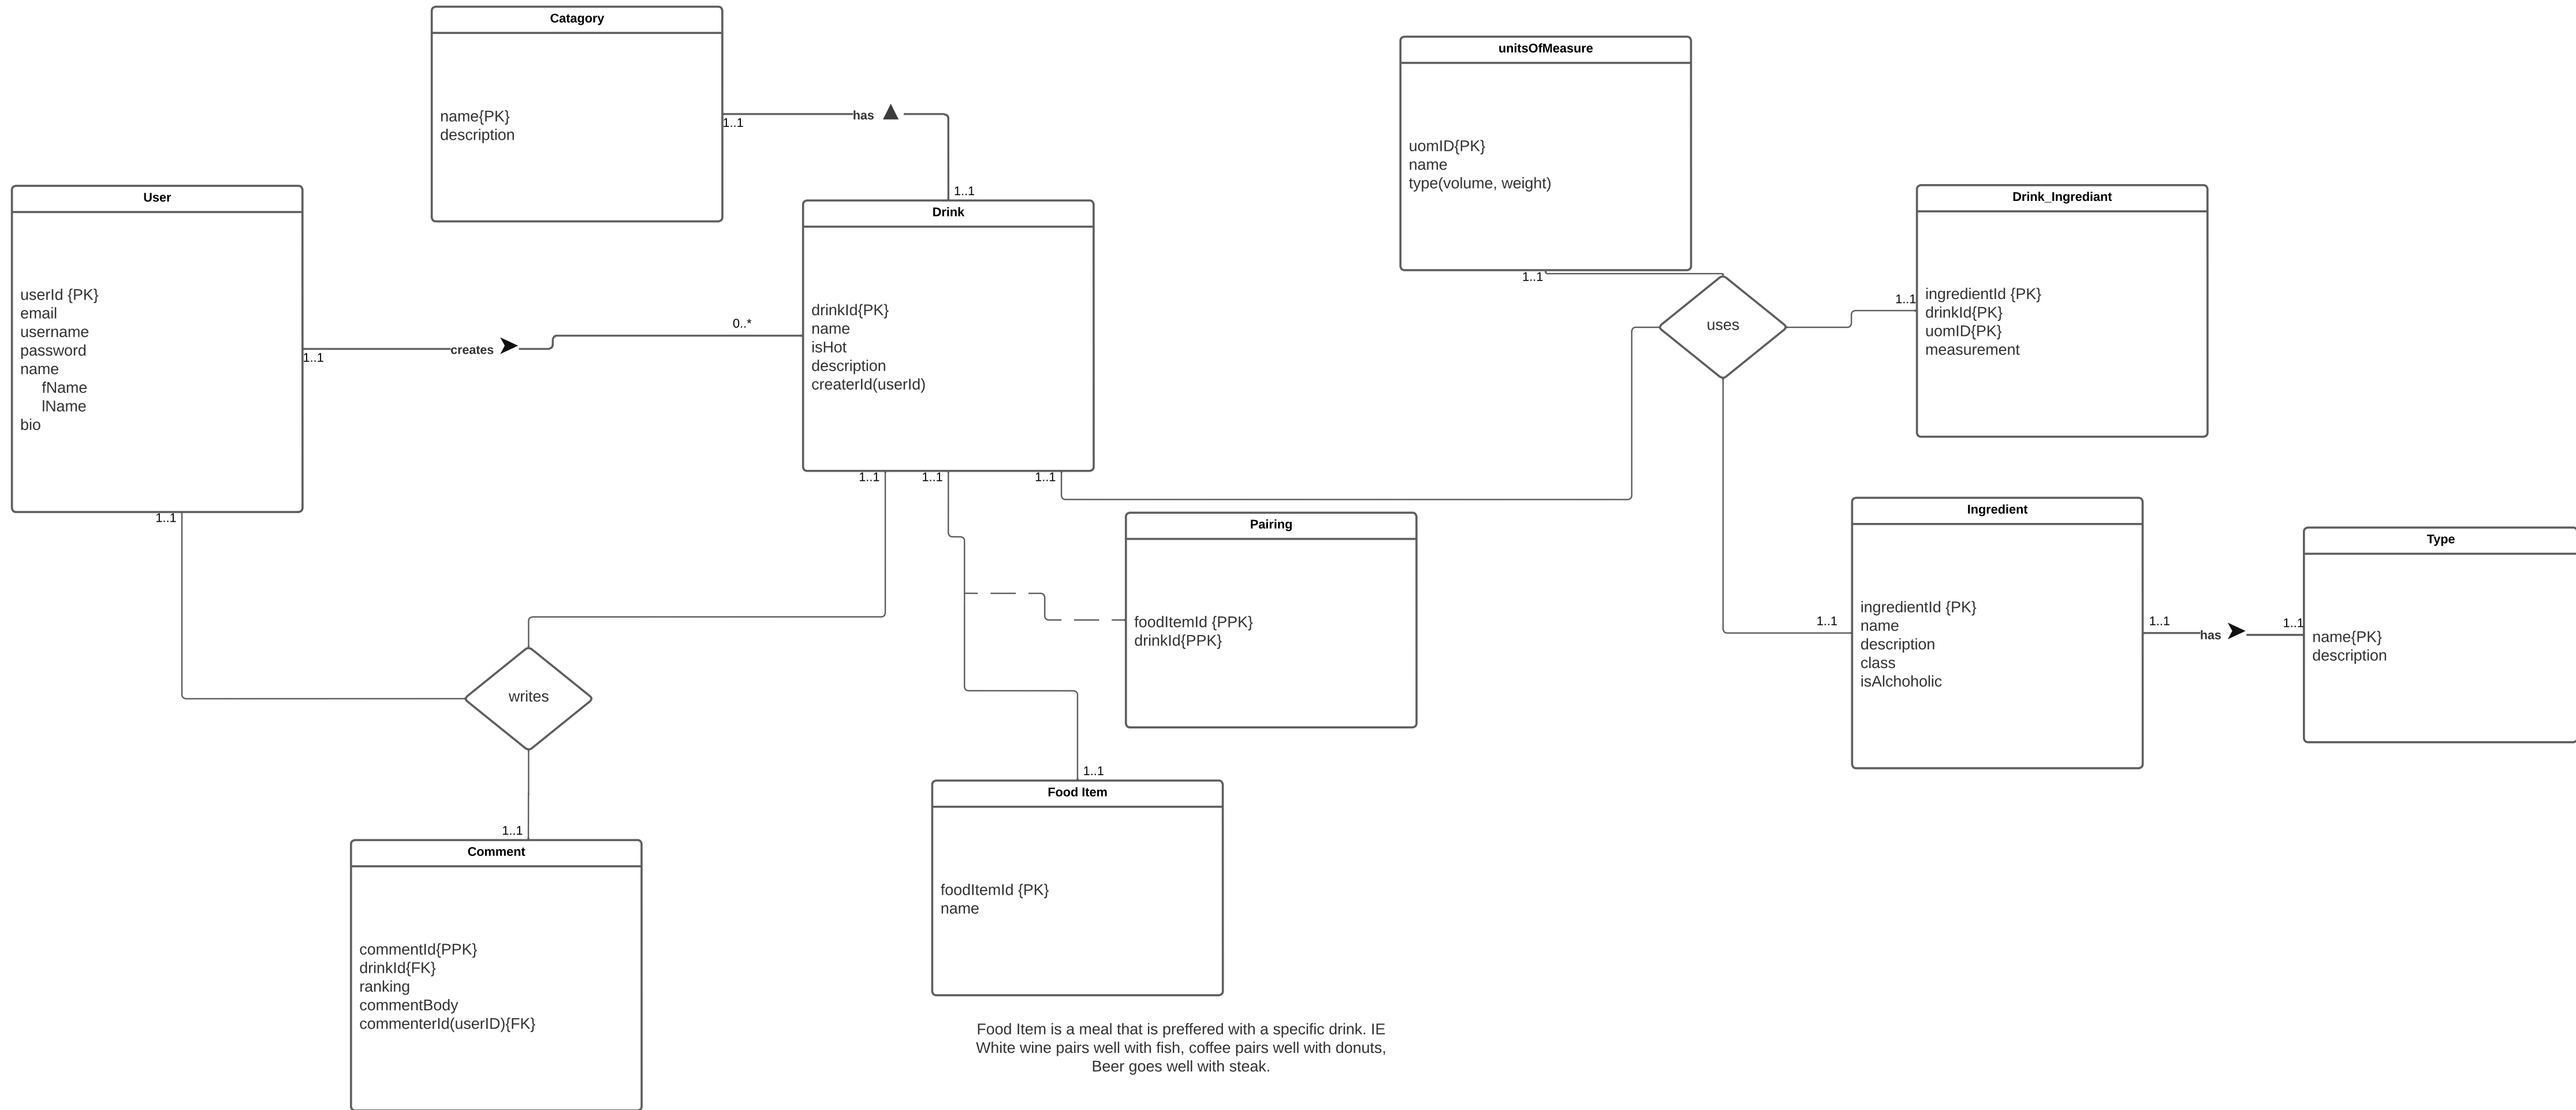 Catagory
name{PK}
description
1..1
has
1..1
unitsOfMeasure
uomID{PK}
name
type(volume, weight)
1..1
User
userId {PK}
email
username
password
name
fName
lName
bio
1..1
creates
0..*
1..1
Drink
drinkId{PK}
name
isHot
description
createrId(userId)
1..1
1..1
1..1
uses
1..1
Drink_Ingrediant
ingredientId {PK}
drinkId{PK}
uomID{PK}
measurement
Pairing
foodItemId {PPK}
drinkId{PPK}
1..1
Ingredient
ingredientId {PK}
name
description
class
isAlchoholic
1..1
has
1..1
Type
name{PK}
description
writes
1..1
Comment
commentId{PPK}
drinkId{FK}
ranking
commentBody
commenterId(userID){FK}
1..1
Food Item
foodItemId {PK}
name
Food Item is a meal that is preffered with a specific drink. IE
White wine pairs well with fish, coffee pairs well with donuts,
Beer goes well with steak.